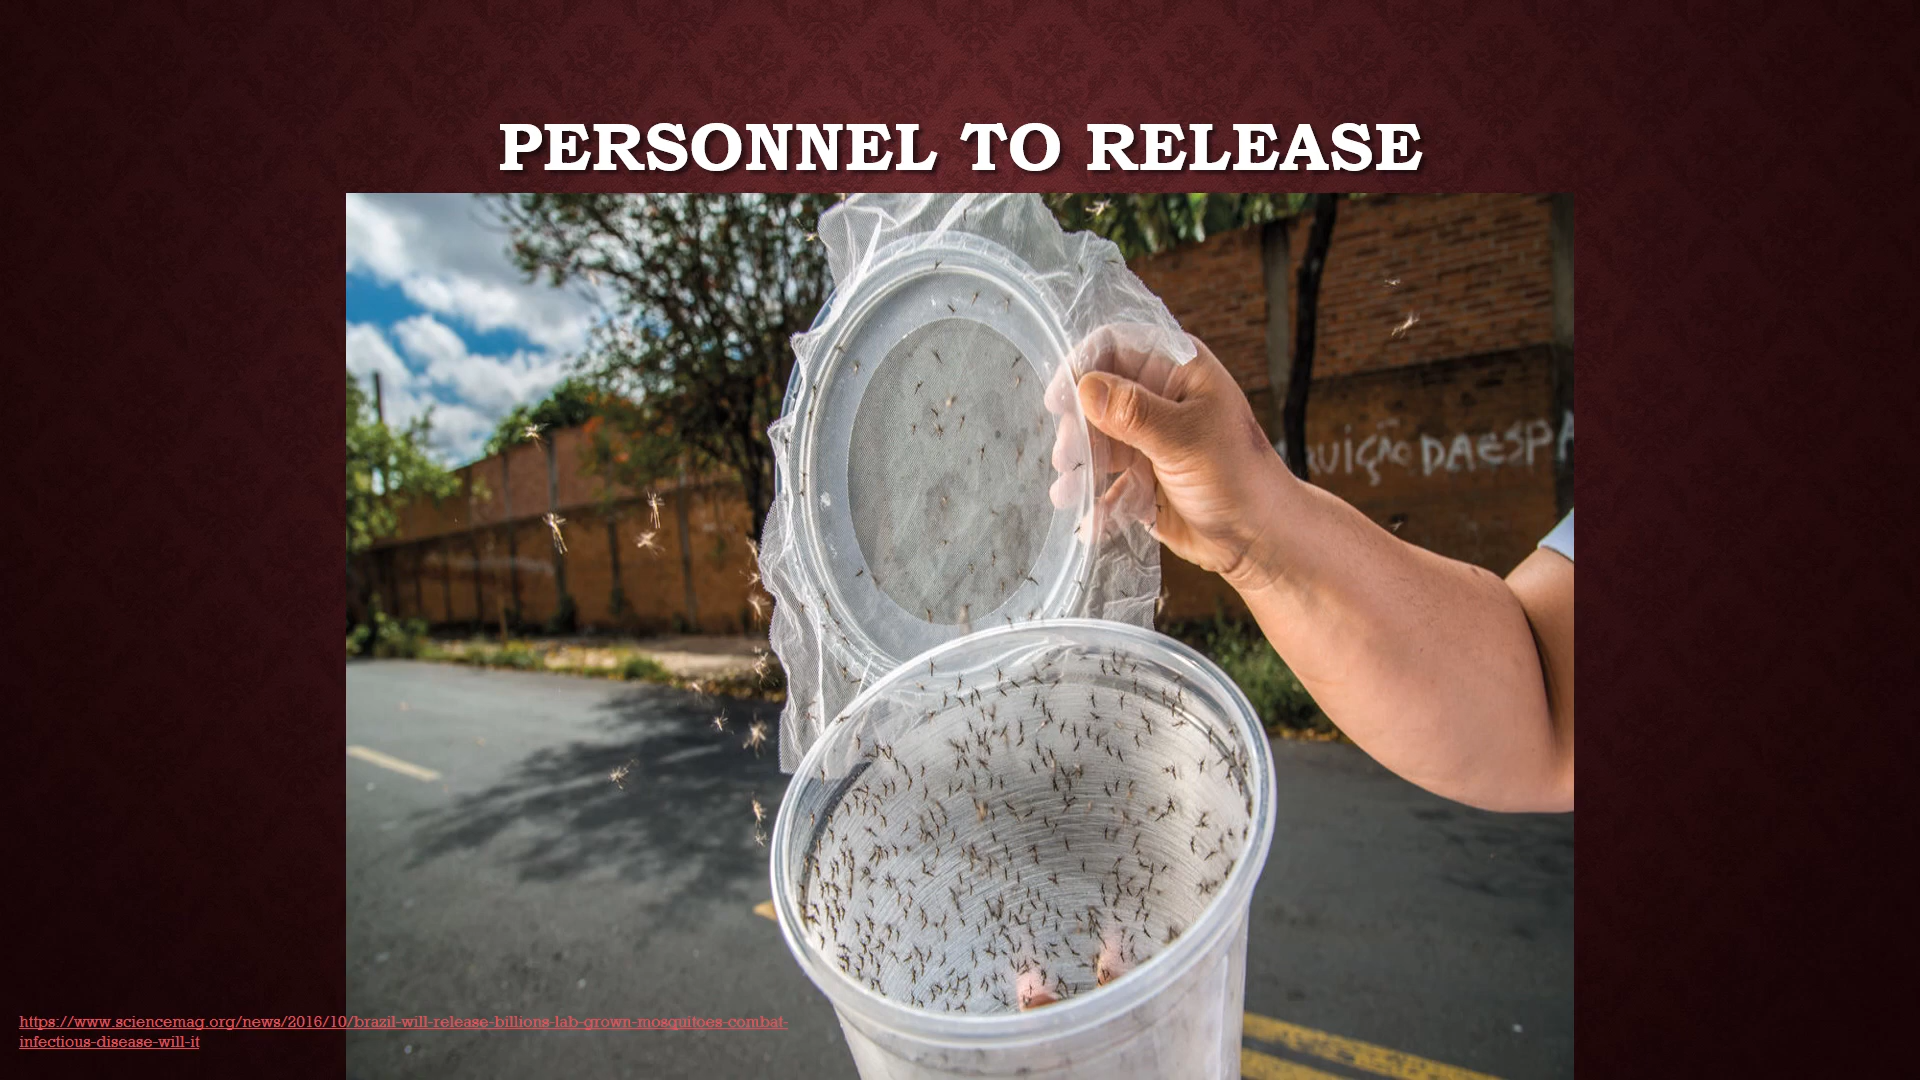 PERSONNEL TO RELEASE
DAESPA
https://www.sciencemag.org/news/2016/10/brazil-will-release-billions-lab-grown-mosquitoes-combat-
infectious-disease-will-it